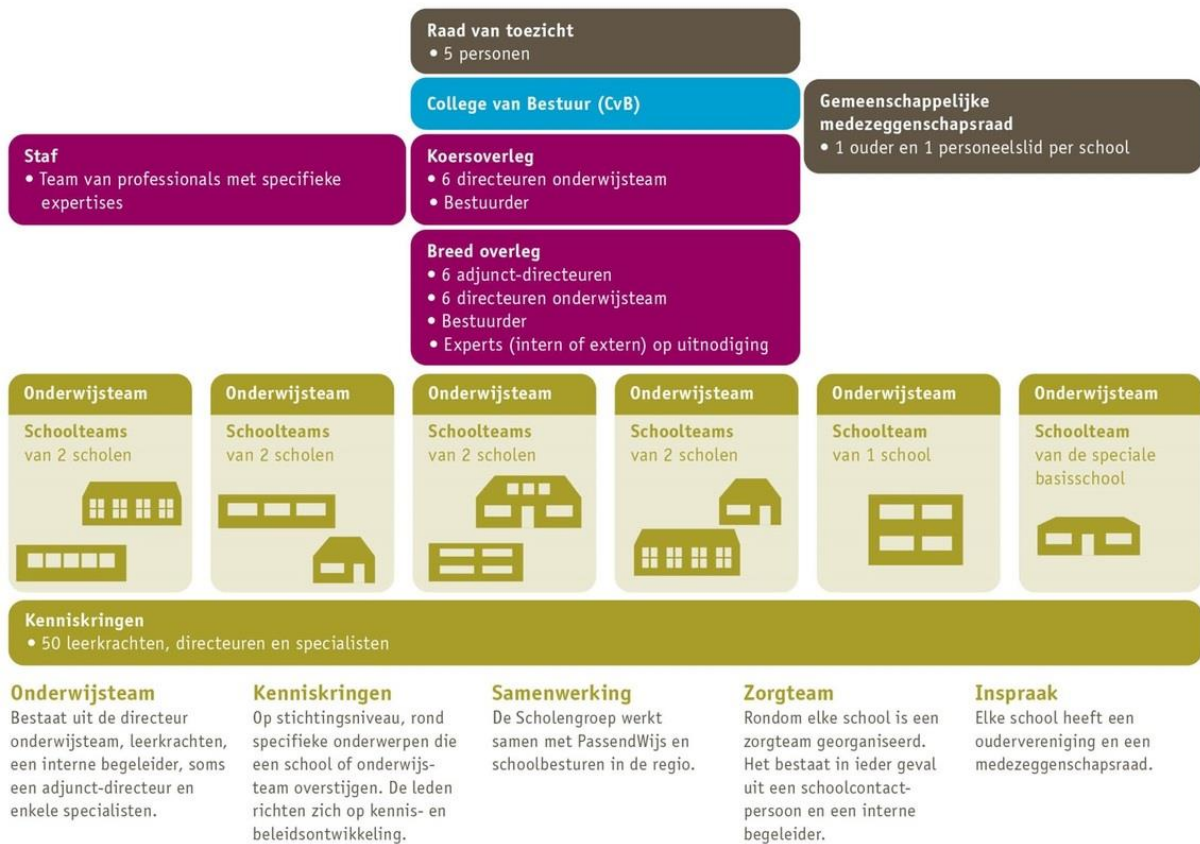 Raad van toezicht
• 5 personen
College van Bestuur (CvB)
Gemeenschappelijke
medezeggenschapsraad
• 1 ouder en 1 personeelslid per school
Staf
• Team van professionals met specifieke
expertises
Koersoverleg
• 6 directeuren onderwijsteam
• Bestuurder
Breed overleg
• 6 adjunct-directeuren
• 6 directeuren onderwijsteam
• Bestuurder
• Experts (intern of extern) op uitnodiging
Onderwijsteam
Schoolteams
van 2 scholen
Onderwijsteam
Schoolteams
van 2 scholen
Onderwijsteam
Schoolteams
van 2 scholen
Onderwijsteam
Schoolteams
van 2 scholen
Onderwijsteam
Schoolteam
van 1 school
Onderwijsteam
Schoolteam
van de speciale
basisschool
Kenniskringen
• 50 leerkrachten, directeuren en specialisten
Onderwijsteam
Bestaat uit de directeur
onderwijsteam, leerkrachten,
een interne begeleider, soms
een adjunct-directeur en
enkele specialisten.
Kenniskringen
Op stichtingsniveau, rond
specifieke onderwerpen die
een school of onderwijs-
team overstijgen. De leden
richten zich op kennis- en
beleidsontwikkeling.
Samenwerking
De Scholengroep werkt
samen met PassendWijs en
schoolbesturen in de regio.
Zorgteam
Rondom elke school is een
zorgteam georganiseerd.
Het bestaat in ieder geval
uit een schoolcontact-
persoon en een interne
begeleider.
Inspraak
Elke school heeft een
oudervereniging en een
medezeggenschapsraad.